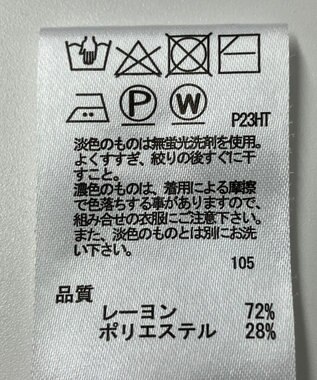 P W P23HT
淡色のものは無蛍光洗剤を使用。
よくすすぎ、絞りの後すぐに干
すこと。
濃色のものは、着用による摩擦
で色落ちする事がありますので、
組み合せの衣服にご注意下さい。
また、淡色のものとは別にお洗
い下さい。
105
品質
レーヨン 72%
ポリエステル 28%